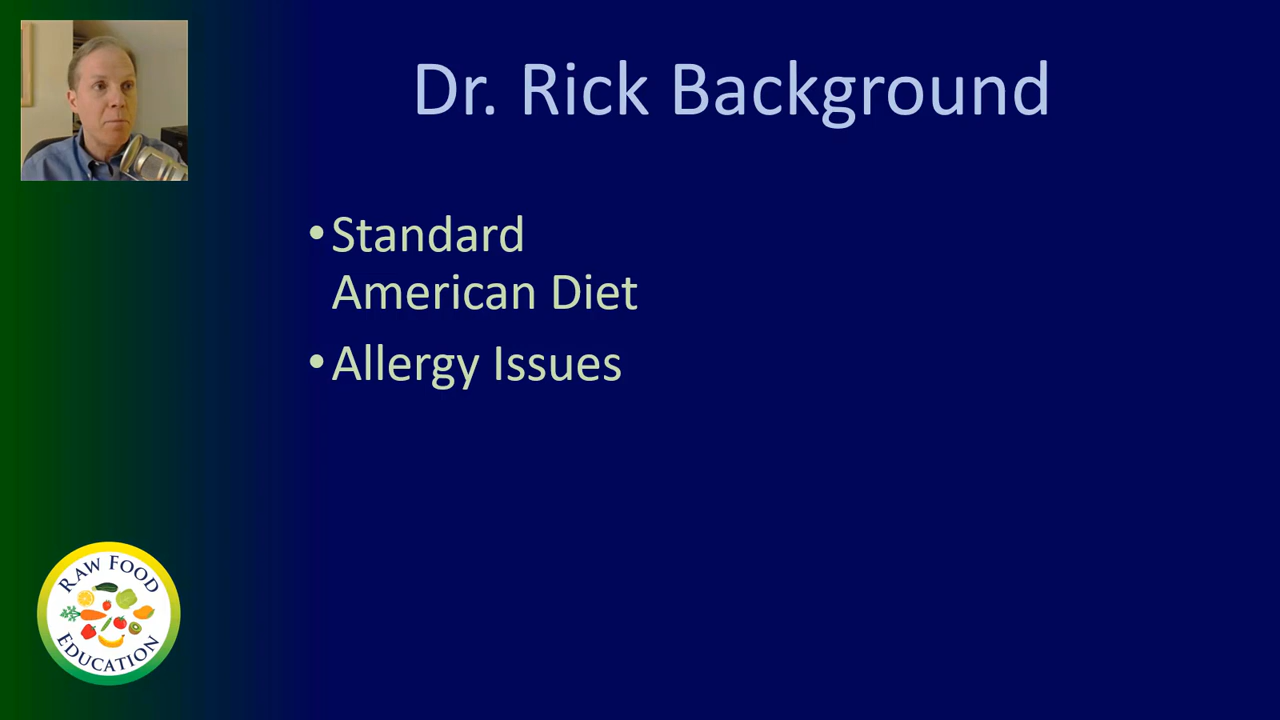 Dr. Rick Background
•Standard
American Diet
•Allergy Issues
RAW FOOD
EDUCATION